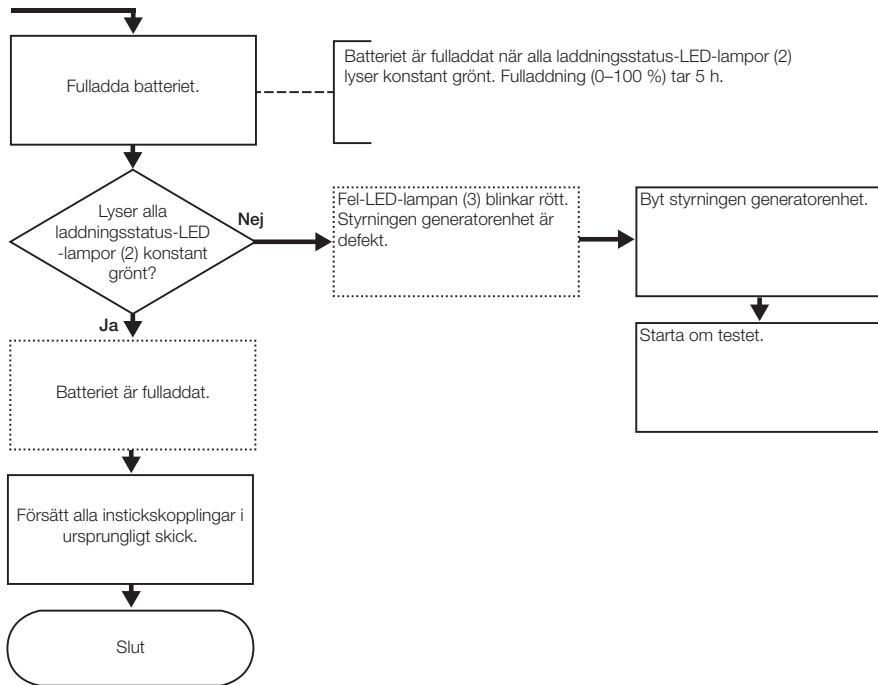 Fulladda batteriet.
Batteriet är fulladdat när alla laddningsstatus-LED-lampor (2)
lyser konstant grönt. Fulladdning (0–100 %) tar 5 h.
Lyser alla
laddningsstatus-LED
-lampor (2) konstant
grönt?
Nej
Fel-LED-lampan (3) blinkar rött.
Styrningen generatorenhet är
defekt.
Byt styrningen generatorenhet.
Starta om testet.
Ja
Batteriet är fulladdat.
Försätt alla instickskopplingar i
ursprungligt skick.
Slut